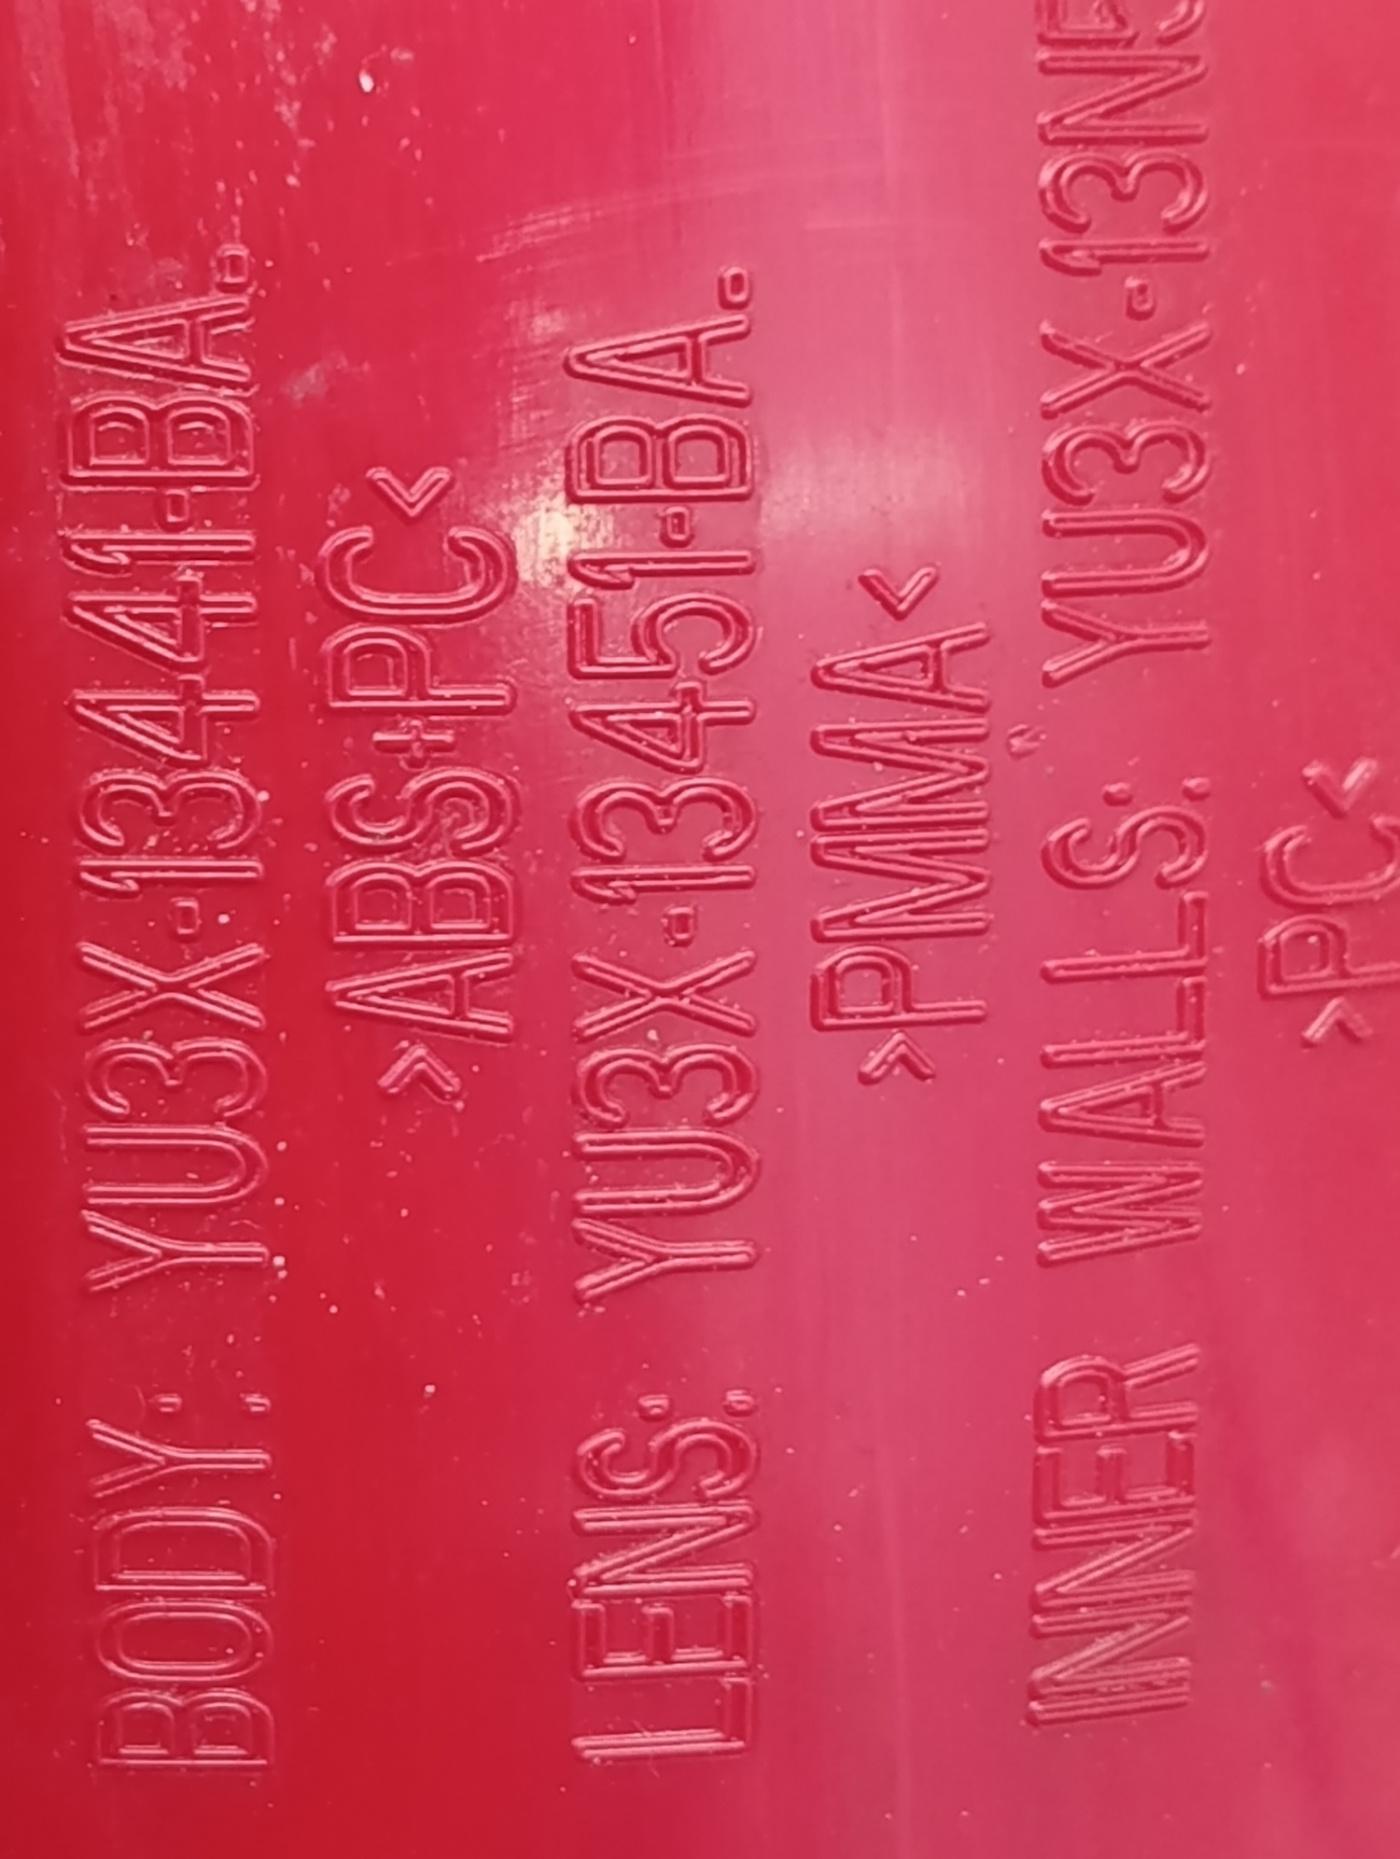 BODY: YU3X-13441-BA.
>ABS+PC<
LENS: YU3X-13451-BA.
>PMMA<
INNER WALLS: YU3X-13N
>PC<